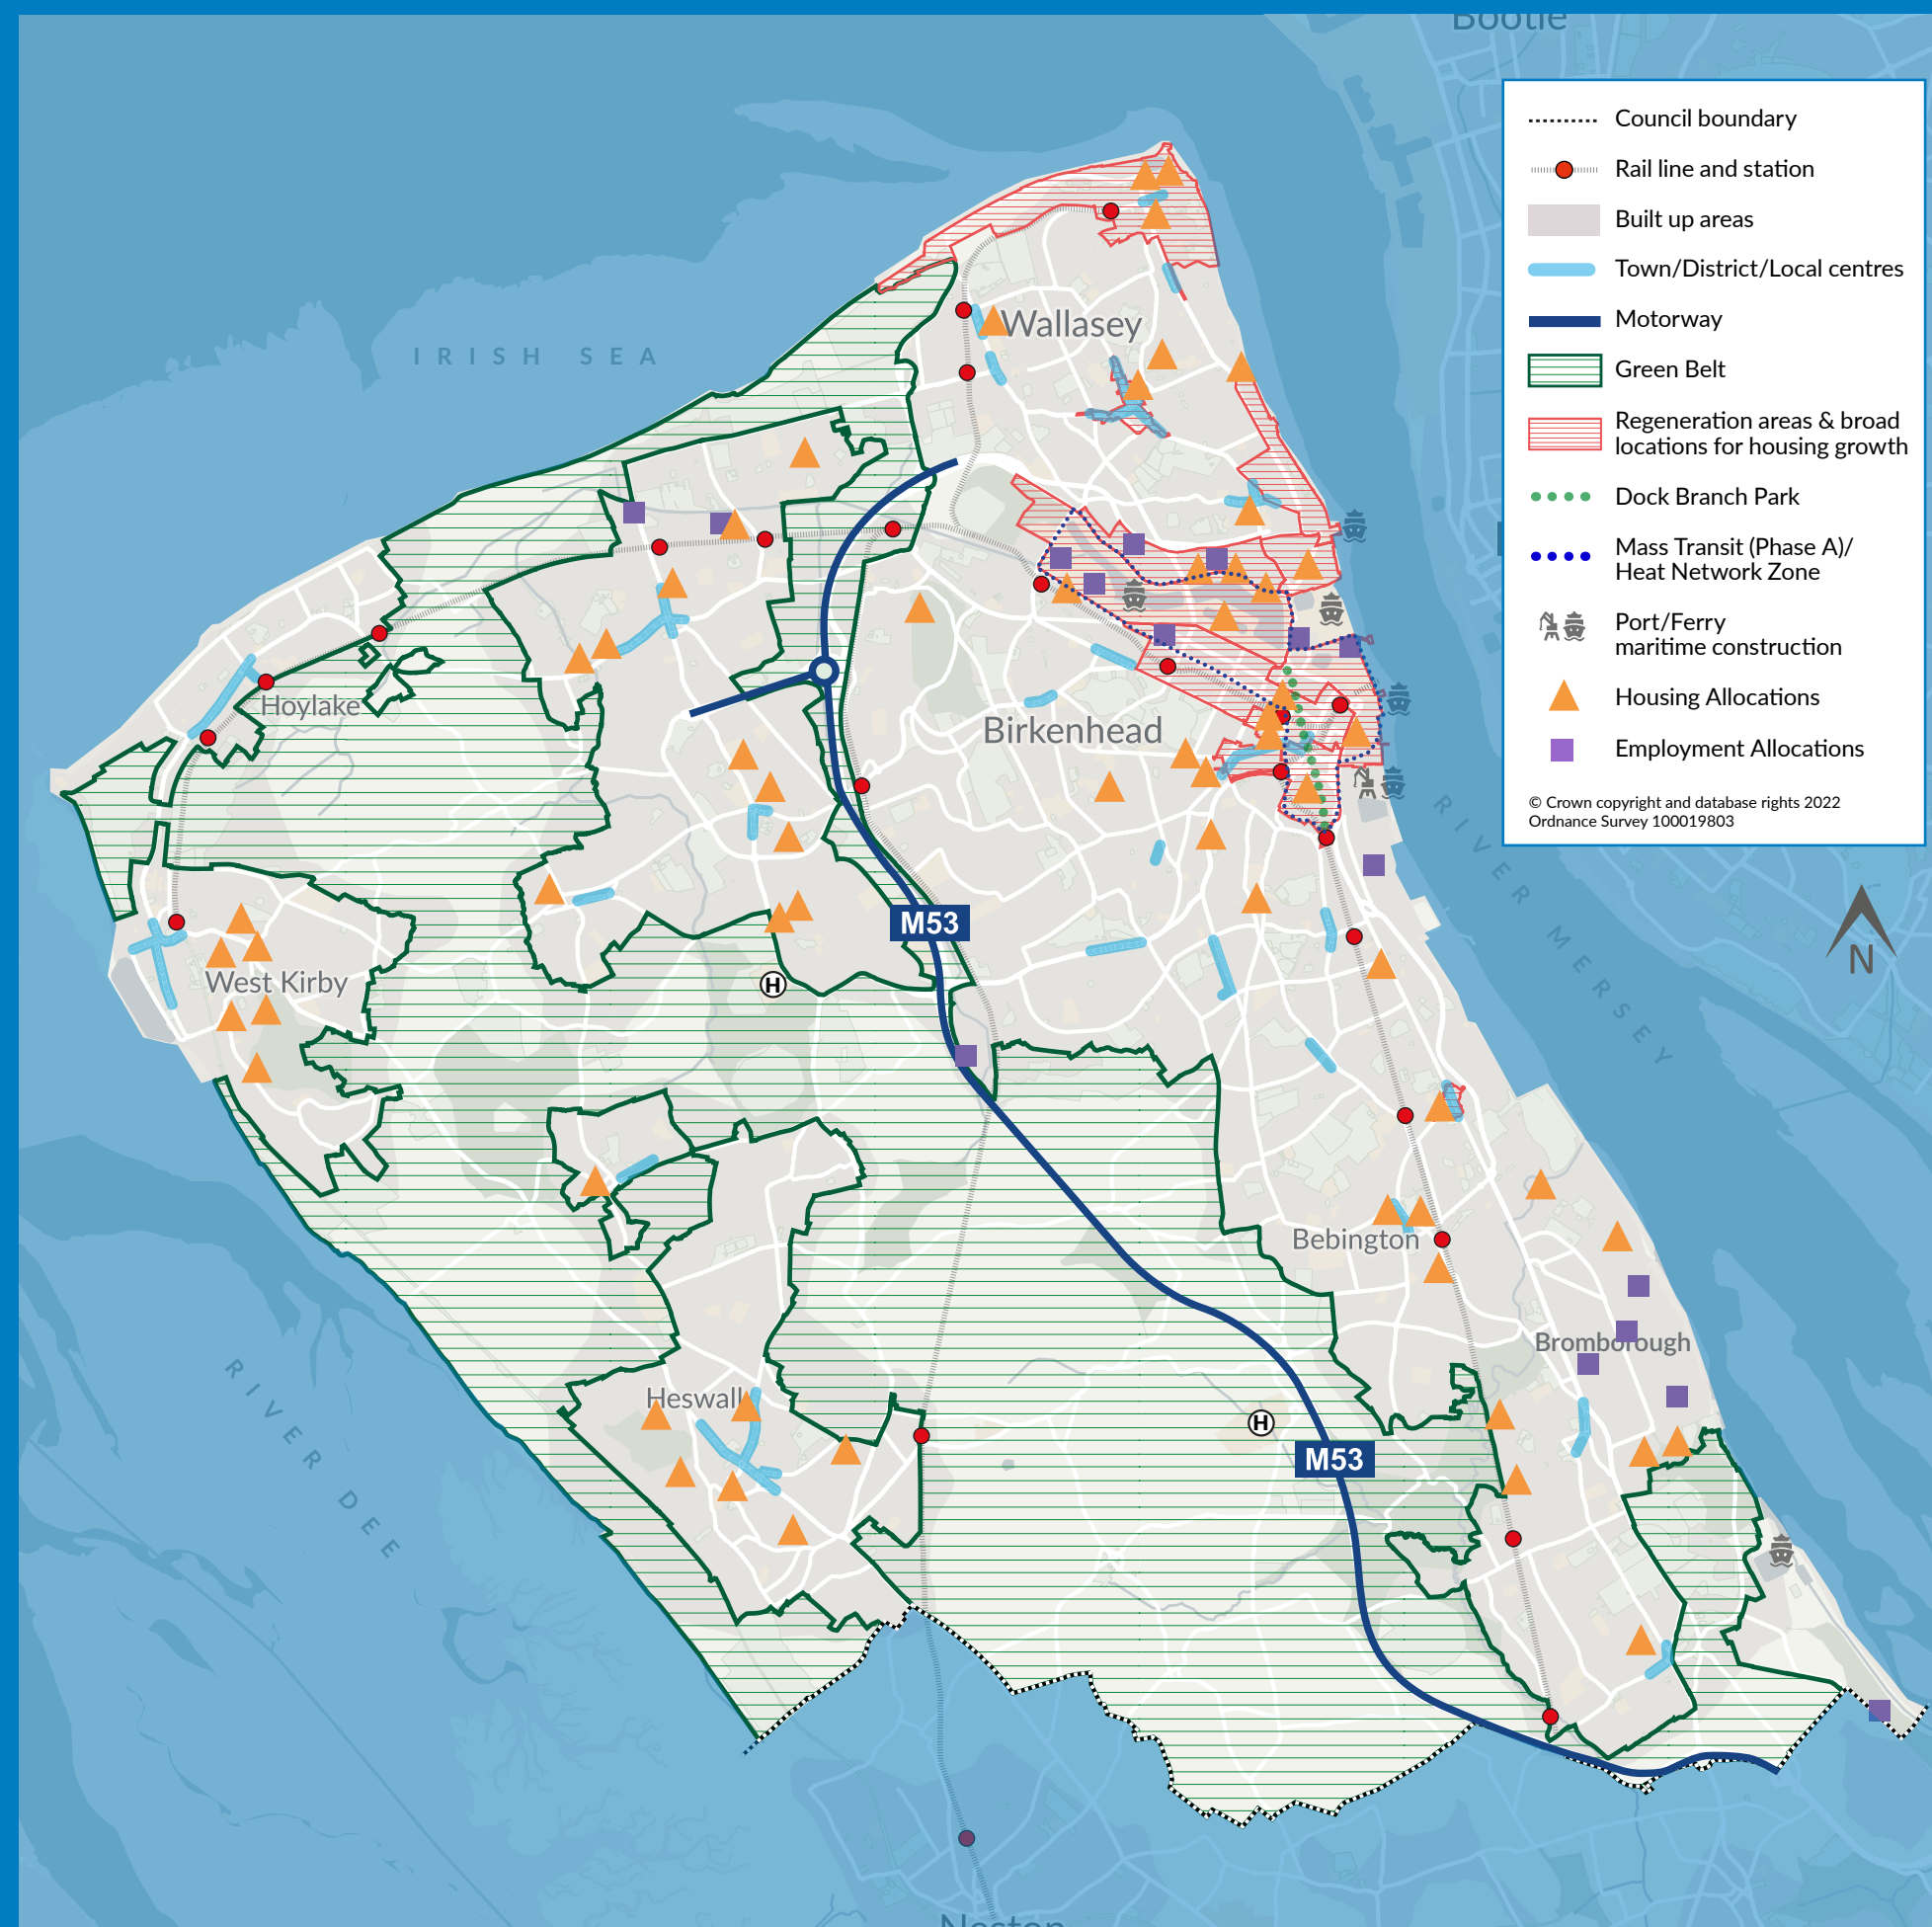 Bootle
Council boundary
Rail line and station
Built up areas
Town/District/Local centres
Motorway
Green Belt
Regeneration areas & broad
locations for housing growth
Dock Branch Park
Mass Transit (Phase A)/
Heat Network Zone
Port/Ferry
maritime construction
Housing Allocations
Employment Allocations
© Crown copyright and database rights 2022
Ordnance Survey 100019803
IRISH SEA
Wallasey
Hoylake
Birkenhead
RIVER MERSEY
M53
N
West Kirby
H
Bebington
Bromborough
Heswall
H
M53
RIVER DEE
Neston